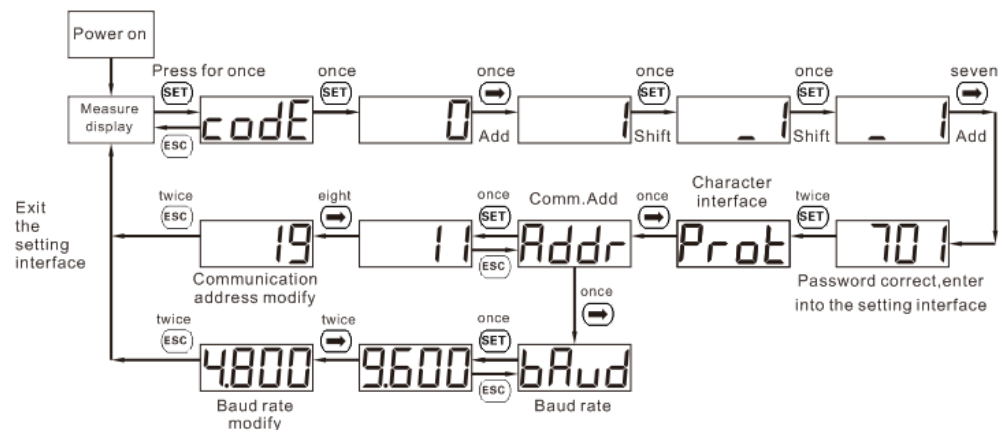 Power on
Press for once
once
once
once
once
seven
SET
SET
➡
SET
SET
➡
Measure
display
codE
0
1
_1
_ 1
ESC
Add
Shift
Shift
Add
Exit
the
setting
interface
twice
eight
once
Comm.Add
once
Character
interface
twice
ESC
➡
SET
➡
SET
19
11
Addr
Prot
701
ESC
Communication
address modify
Password correct,enter
into the setting interface
once
➡
twice
twice
once
ESC
➡
SET
4.800
9.600
bAud
ESC
Baud rate
modify
Baud rate